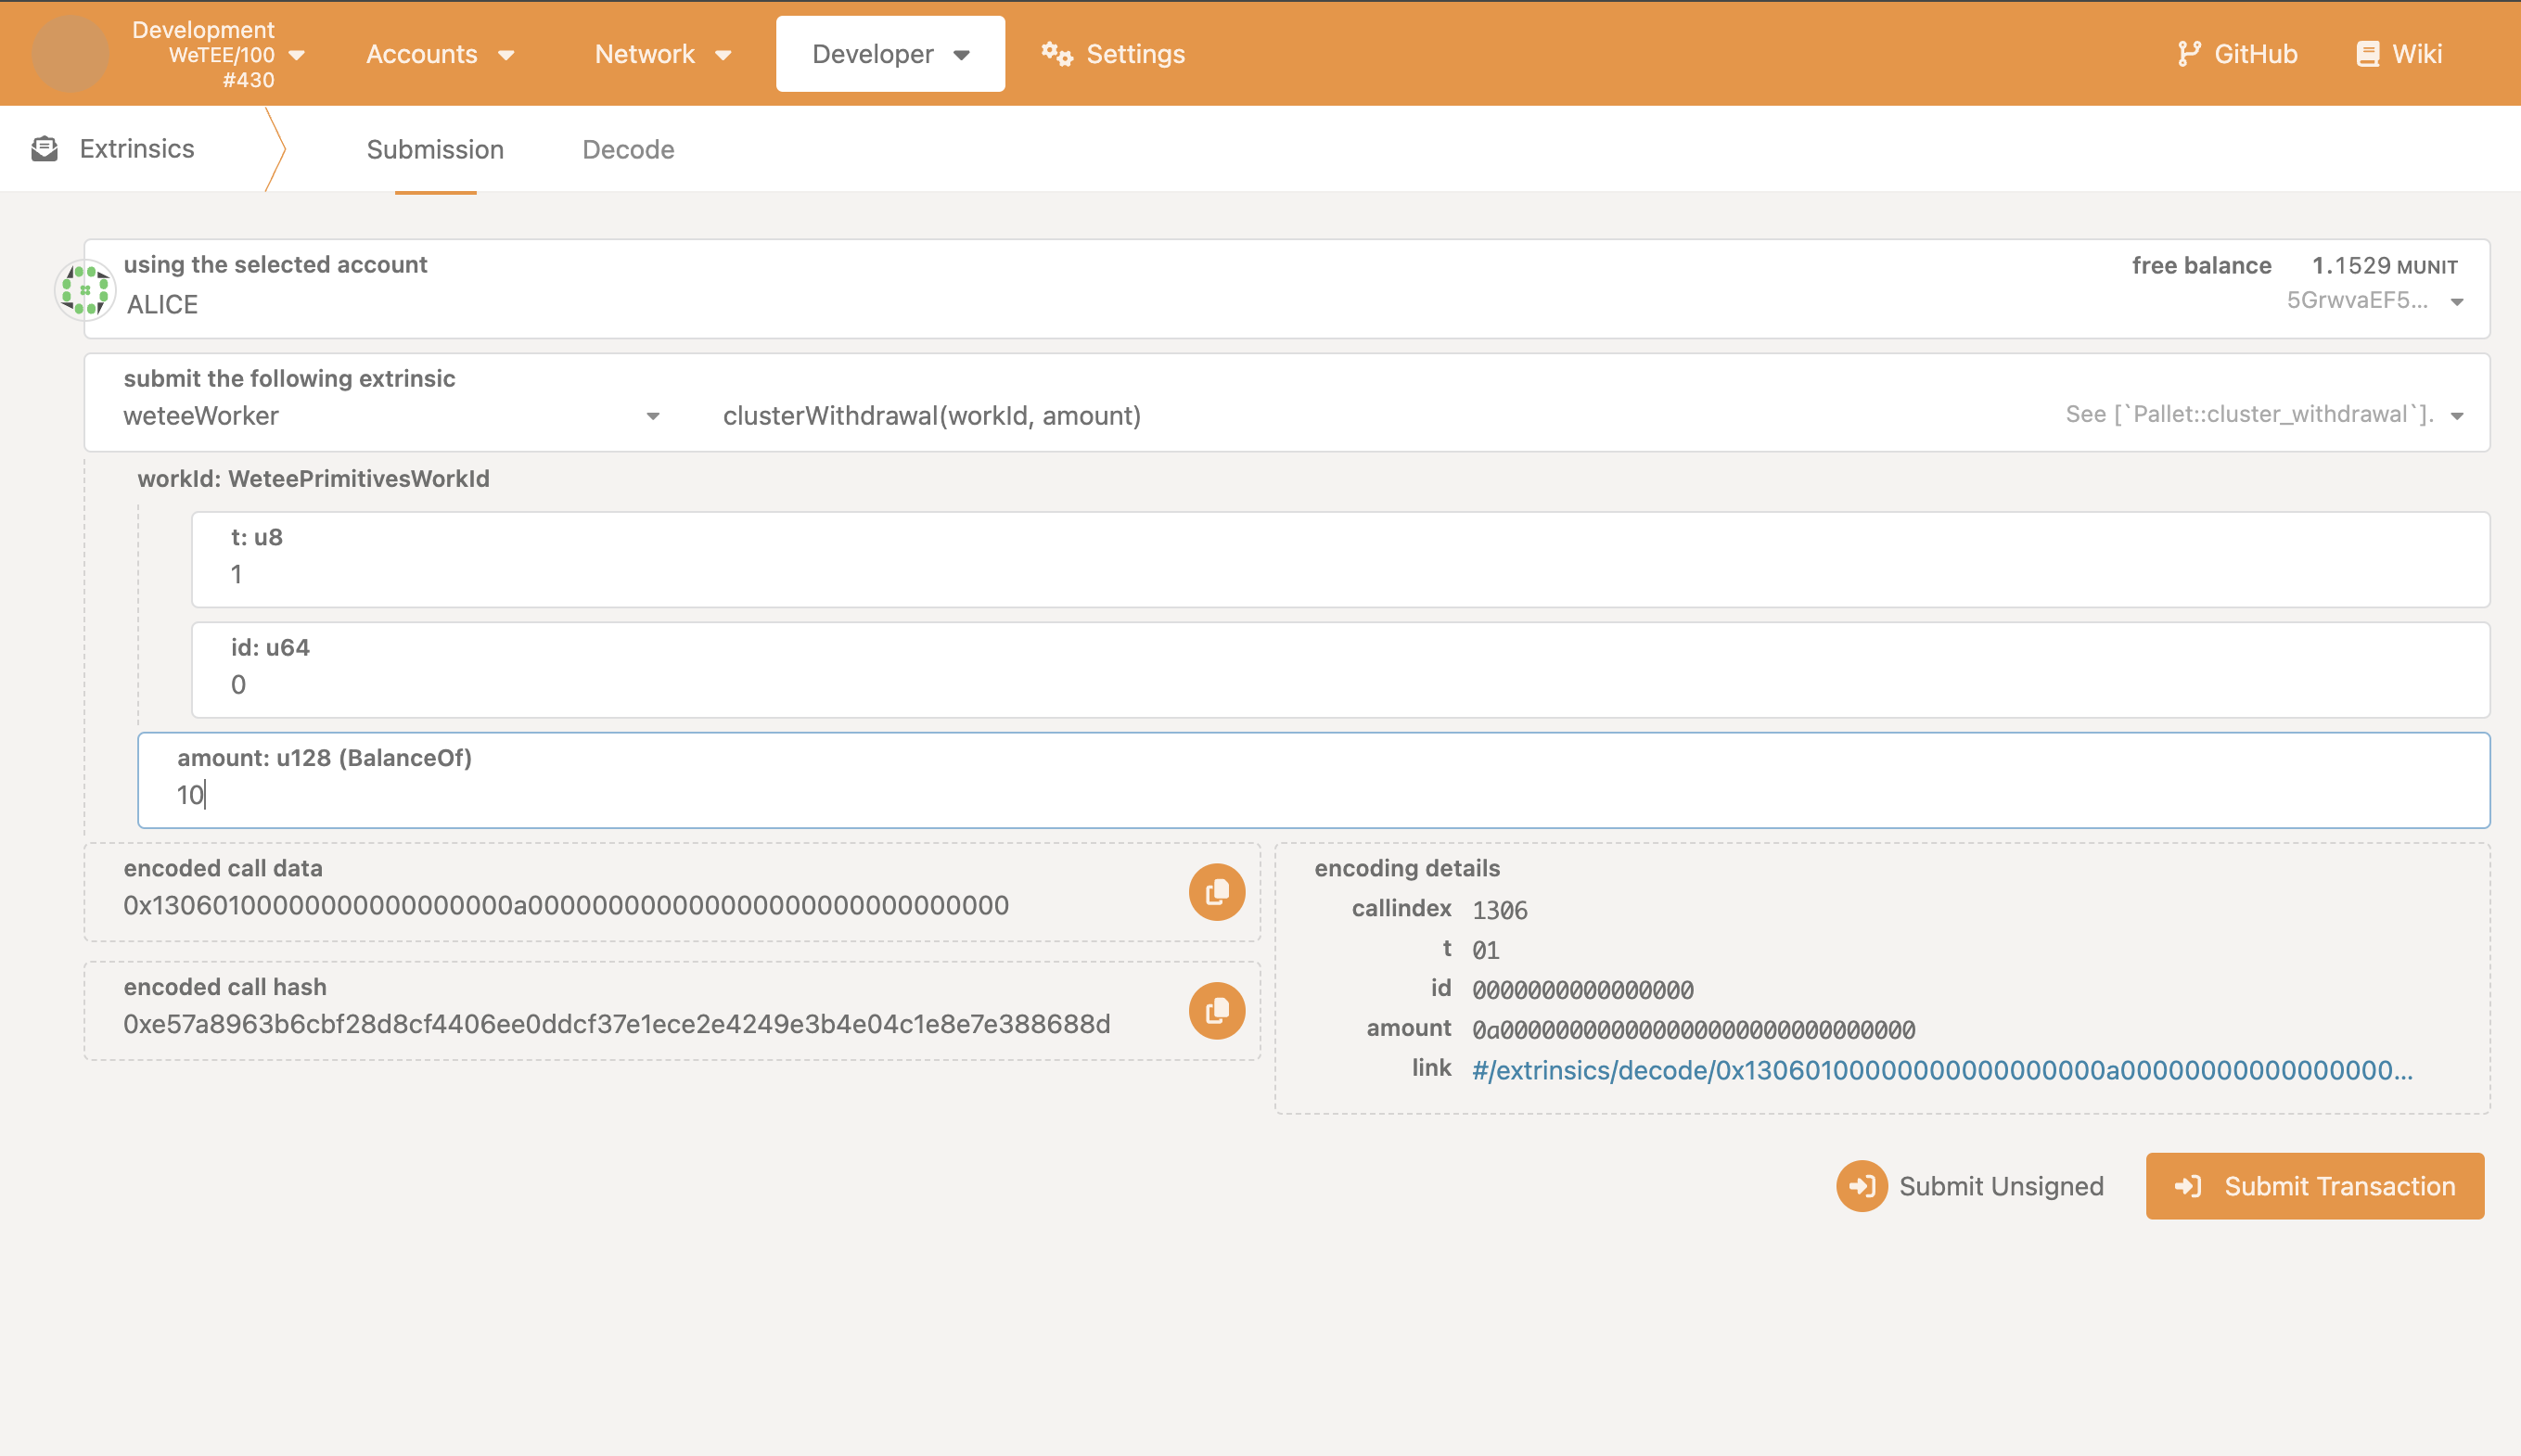 Development
WeTEE/100
#430
Accounts
Network
Developer
Settings
GitHub
Wiki
Extrinsics
Submission
Decode
using the selected account
ALICE
free balance 1.1529 MUNIT
5GrwvaEF5...
submit the following extrinsic
weteeWorker
clusterWithdrawal(workId, amount)
See [`Pallet::cluster_withdrawal`].
workId: WeteePrimitivesWorkId
t: u8
1
id: u64
0
amount: u128 (BalanceOf)
10
encoded call data
0x13060100000000000000000a000000000000000000000000000000
encoded call hash
0xe57a8963b6cbf28d8cf4406ee0ddcf37e1ece2e4249e3b4e04c1e8e7e388688d
encoding details
callindex 1306
t 01
id 0000000000000000
amount 0a000000000000000000000000000000
link #/extrinsics/decode/0x13060100000000000000000a00000000000000000...
Submit Unsigned
Submit Transaction